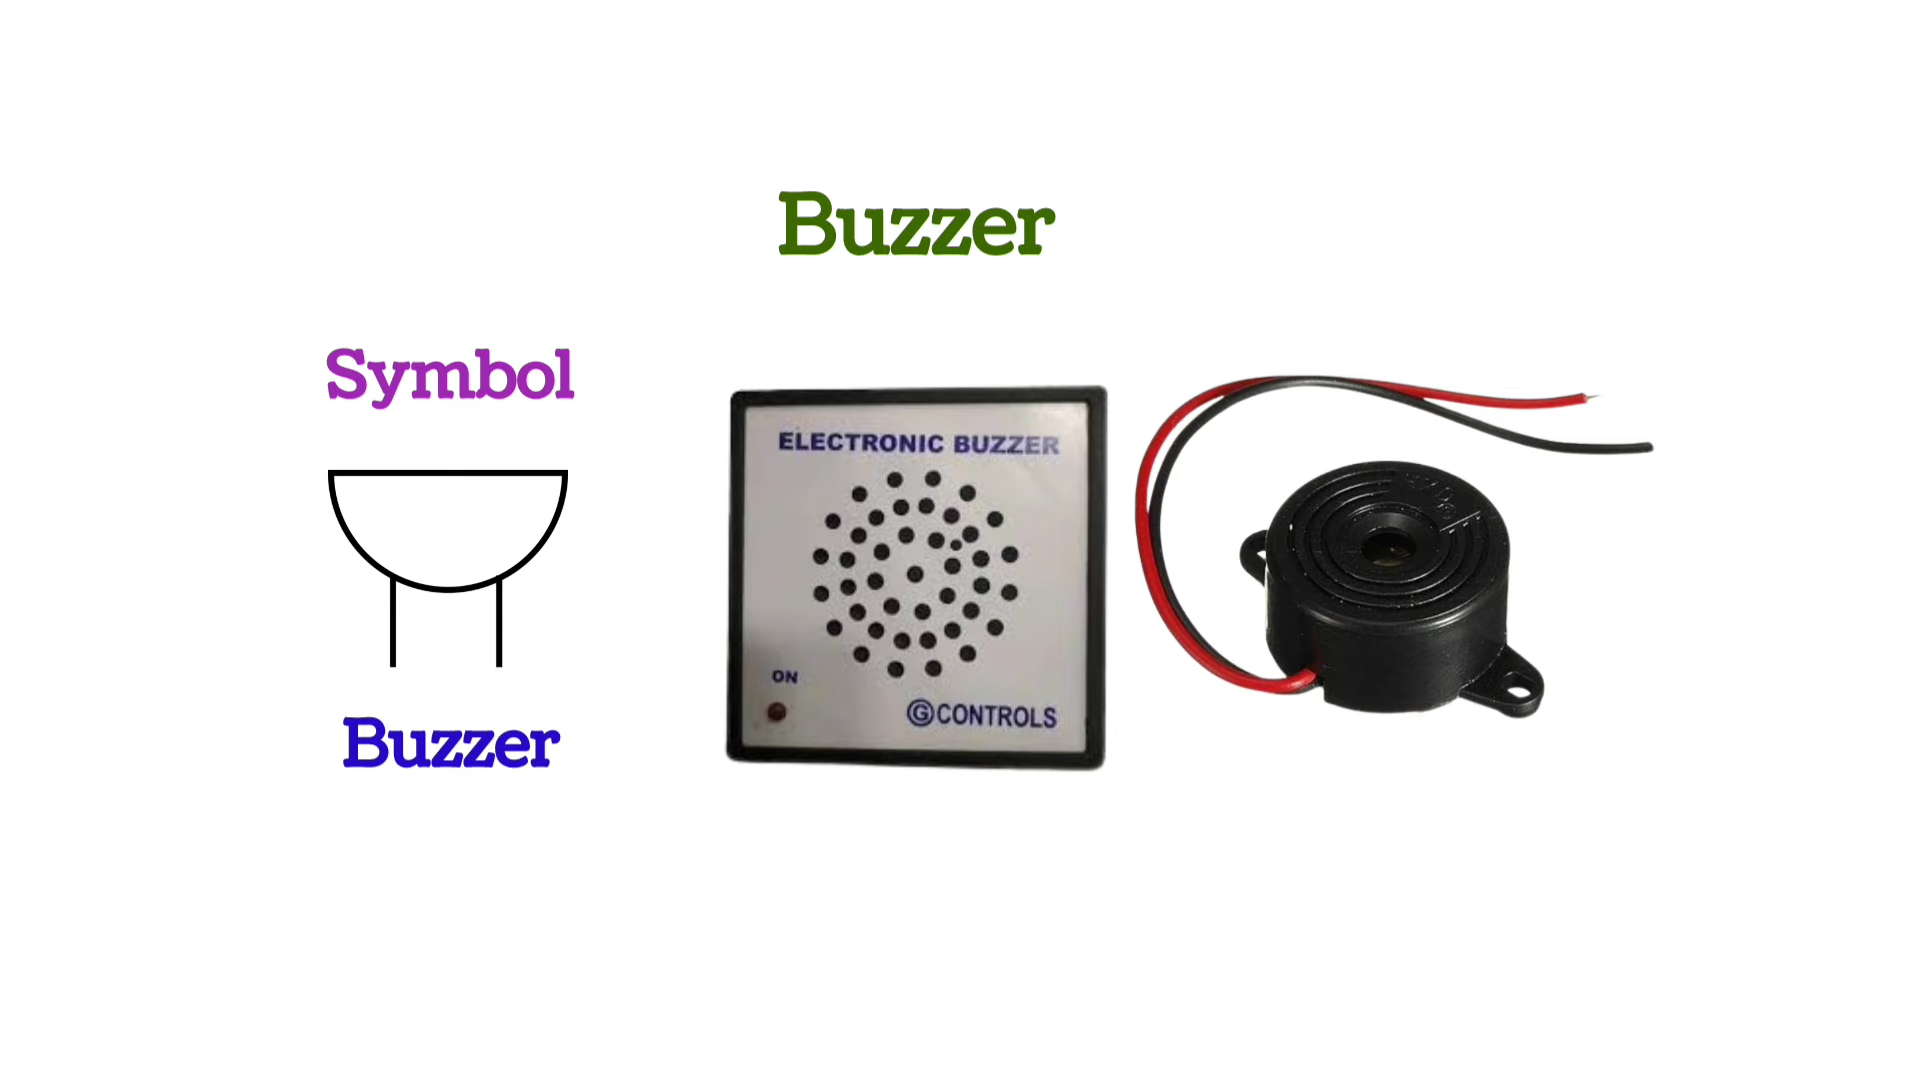 Buzzer
Symbol
Buzzer
ELECTRONIC BUZZER
ON
G CONTROLS